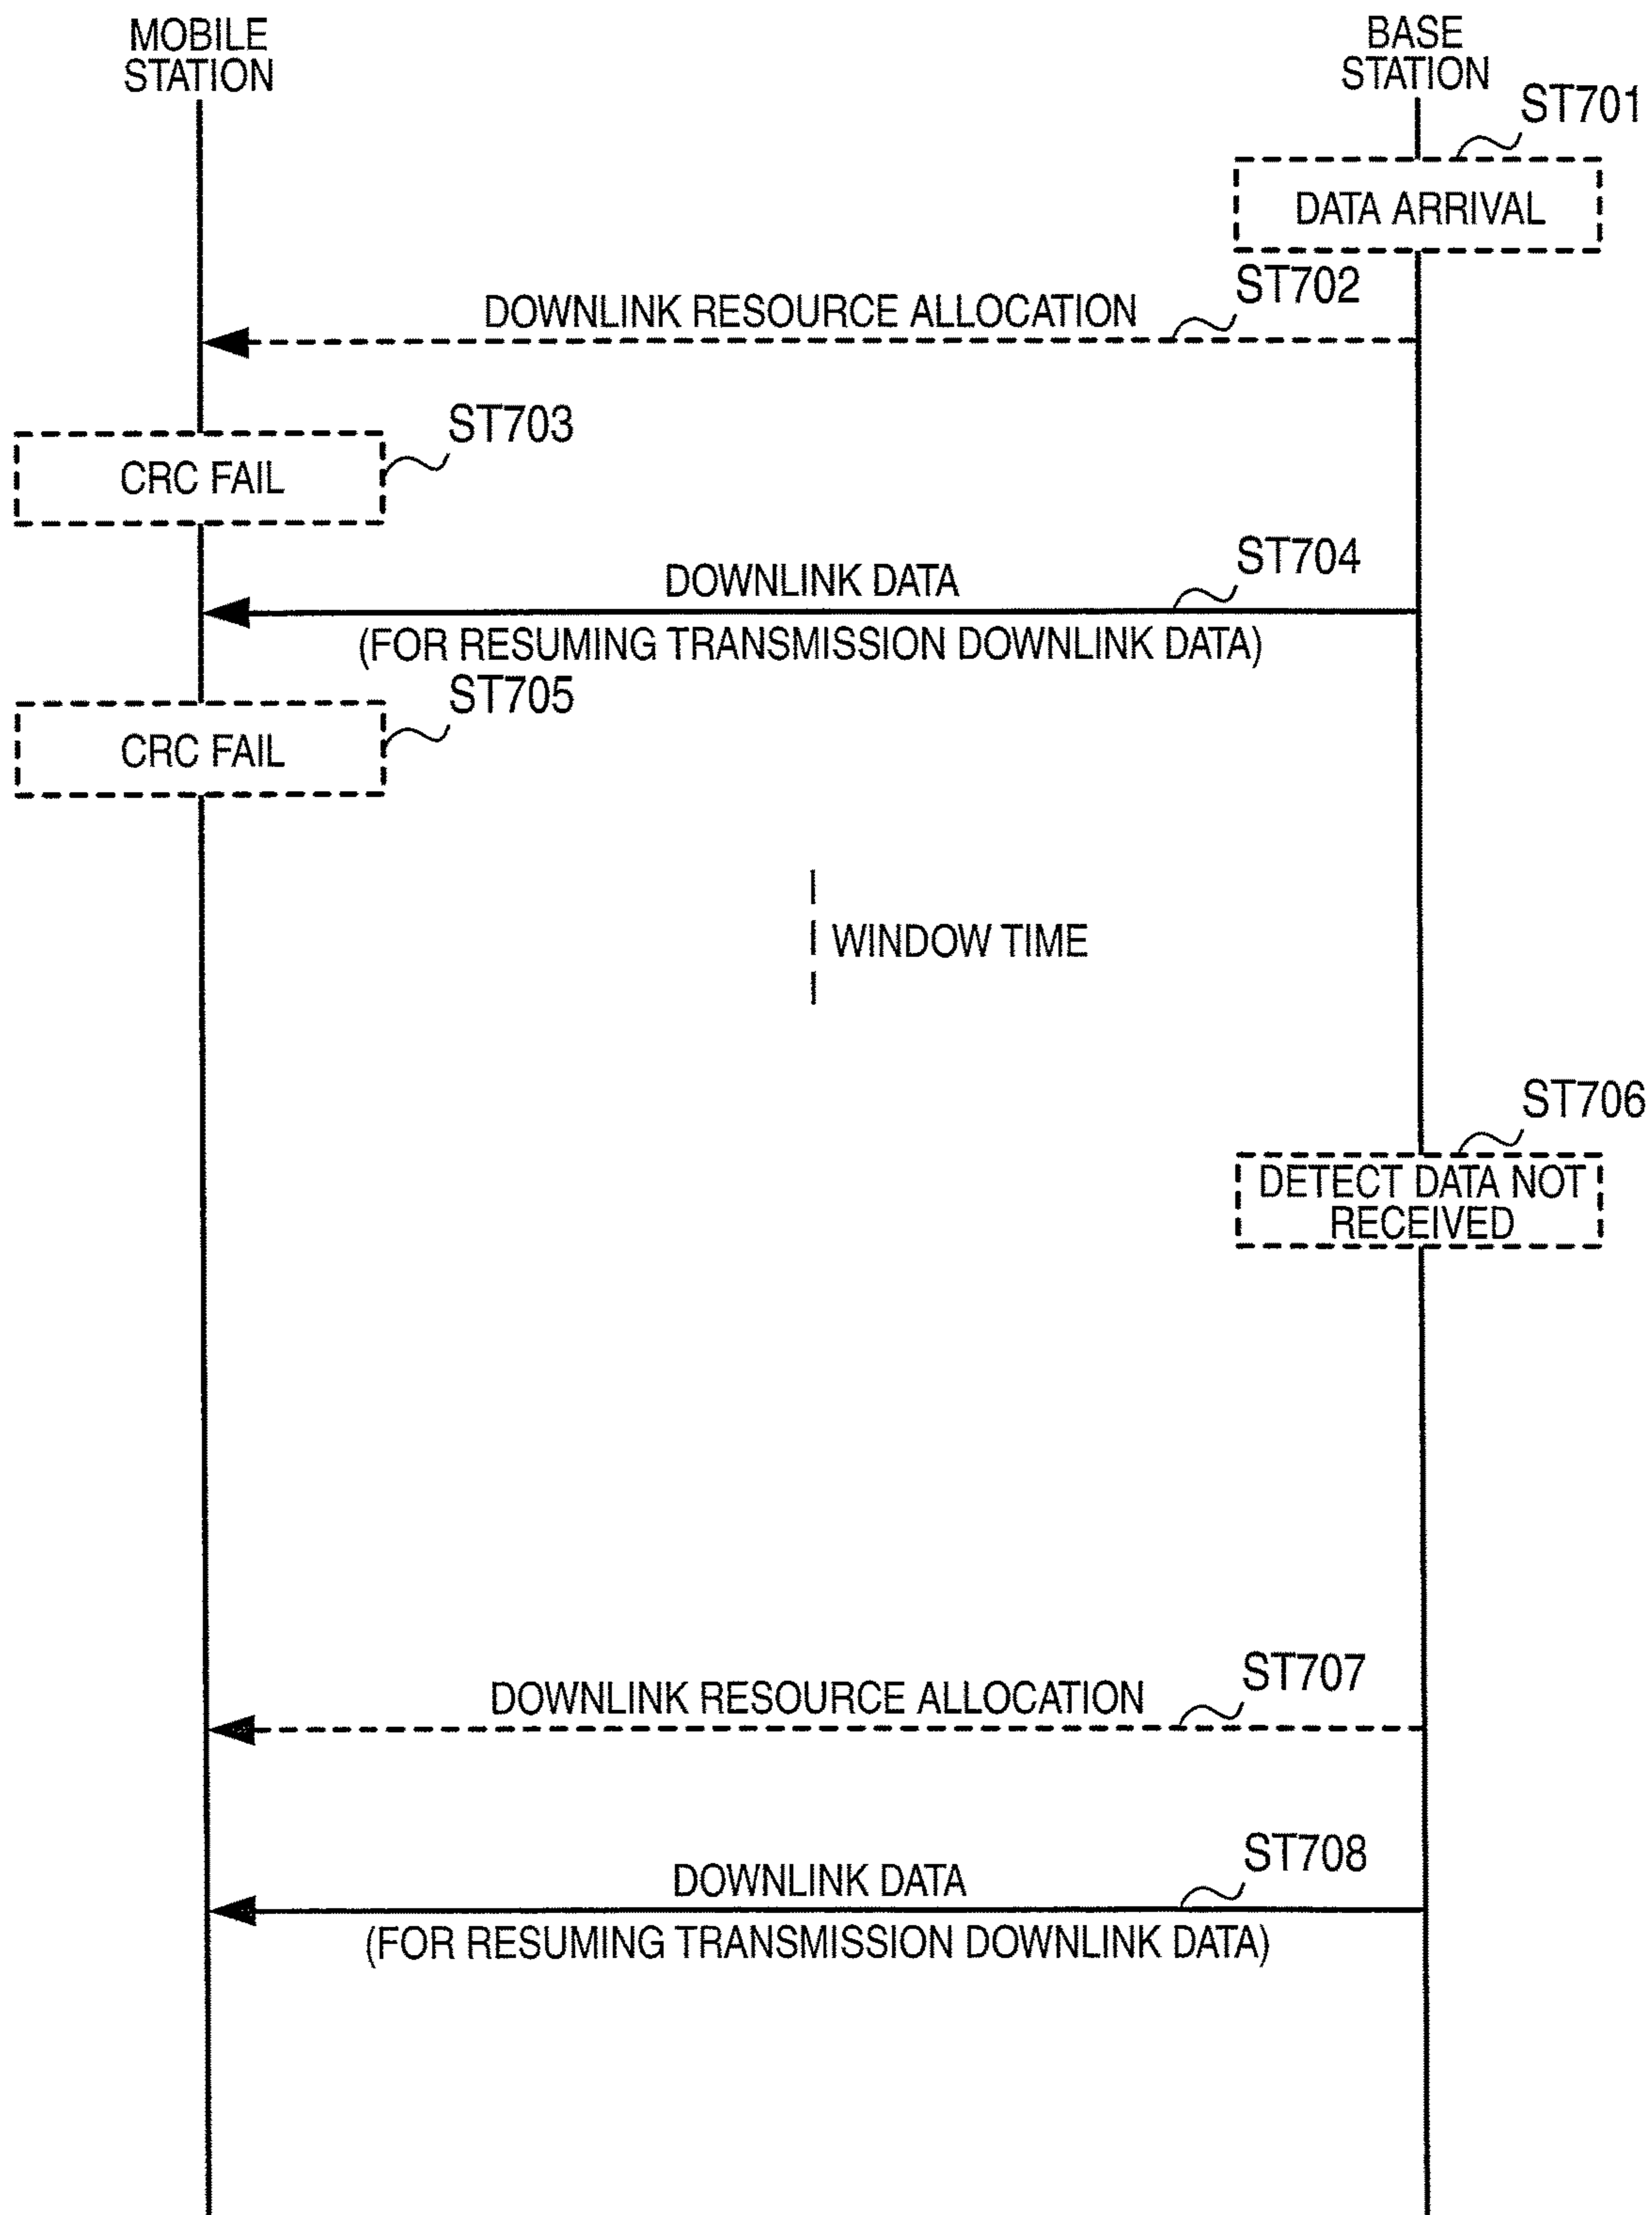 MOBILE
STATION
BASE
STATION
ST701
DATA ARRIVAL
ST702
DOWNLINK RESOURCE ALLOCATION
ST703
CRC FAIL
ST704
DOWNLINK DATA
(FOR RESUMING TRANSMISSION DOWNLINK DATA)
ST705
CRC FAIL
WINDOW TIME
ST706
DETECT DATA NOT
RECEIVED
ST707
DOWNLINK RESOURCE ALLOCATION
ST708
DOWNLINK DATA
(FOR RESUMING TRANSMISSION DOWNLINK DATA)